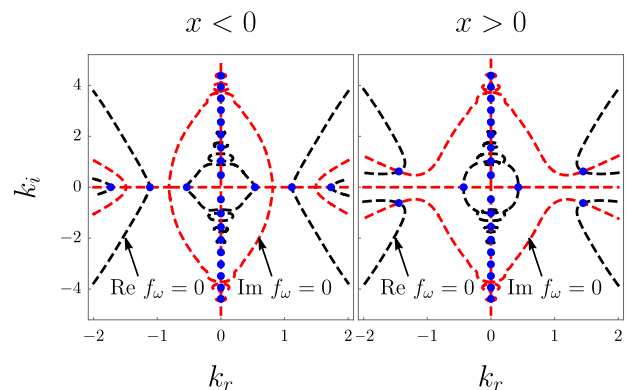 x < 0
x > 0
k_i
4
2
0
−2
−4
Re f_ω = 0
Im f_ω = 0
Re f_ω = 0
Im f_ω = 0
−2 −1 0 1 2
−2 −1 0 1 2
k_r
k_r